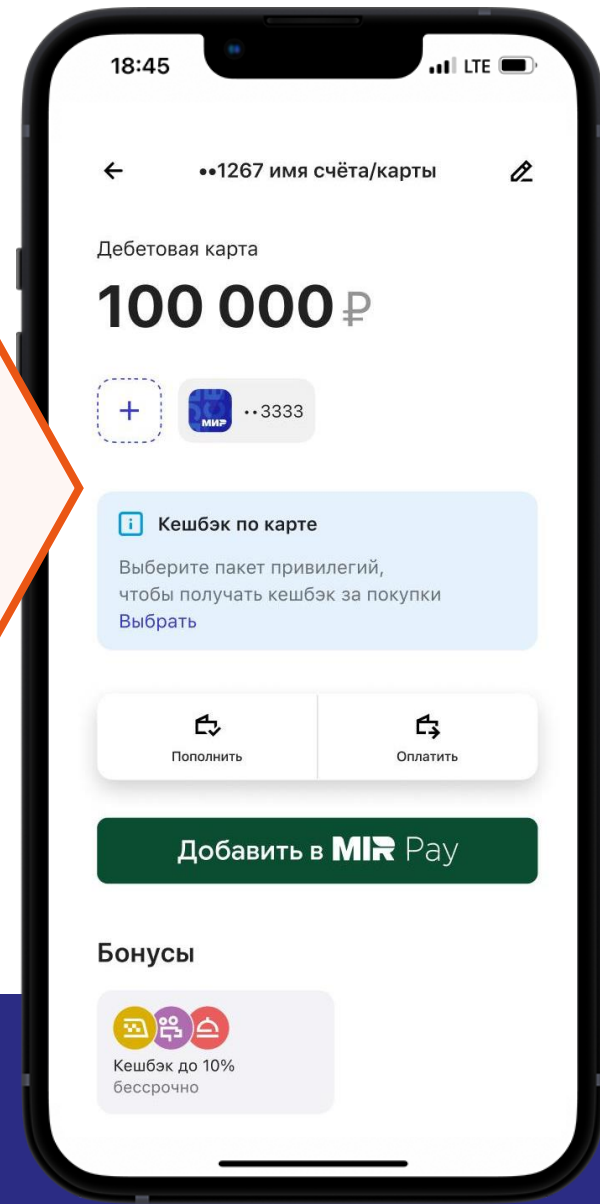 18:45 LTE
••1267 имя счёта/карты
Дебетовая карта
100 000 ₽
+ МИР ··3333
i Кешбэк по карте
Выберите пакет привилегий,
чтобы получать кешбэк за покупки
Выбрать
Пополнить Оплатить
Добавить в MIR Pay
Бонусы
Кешбэк до 10%
бессрочно